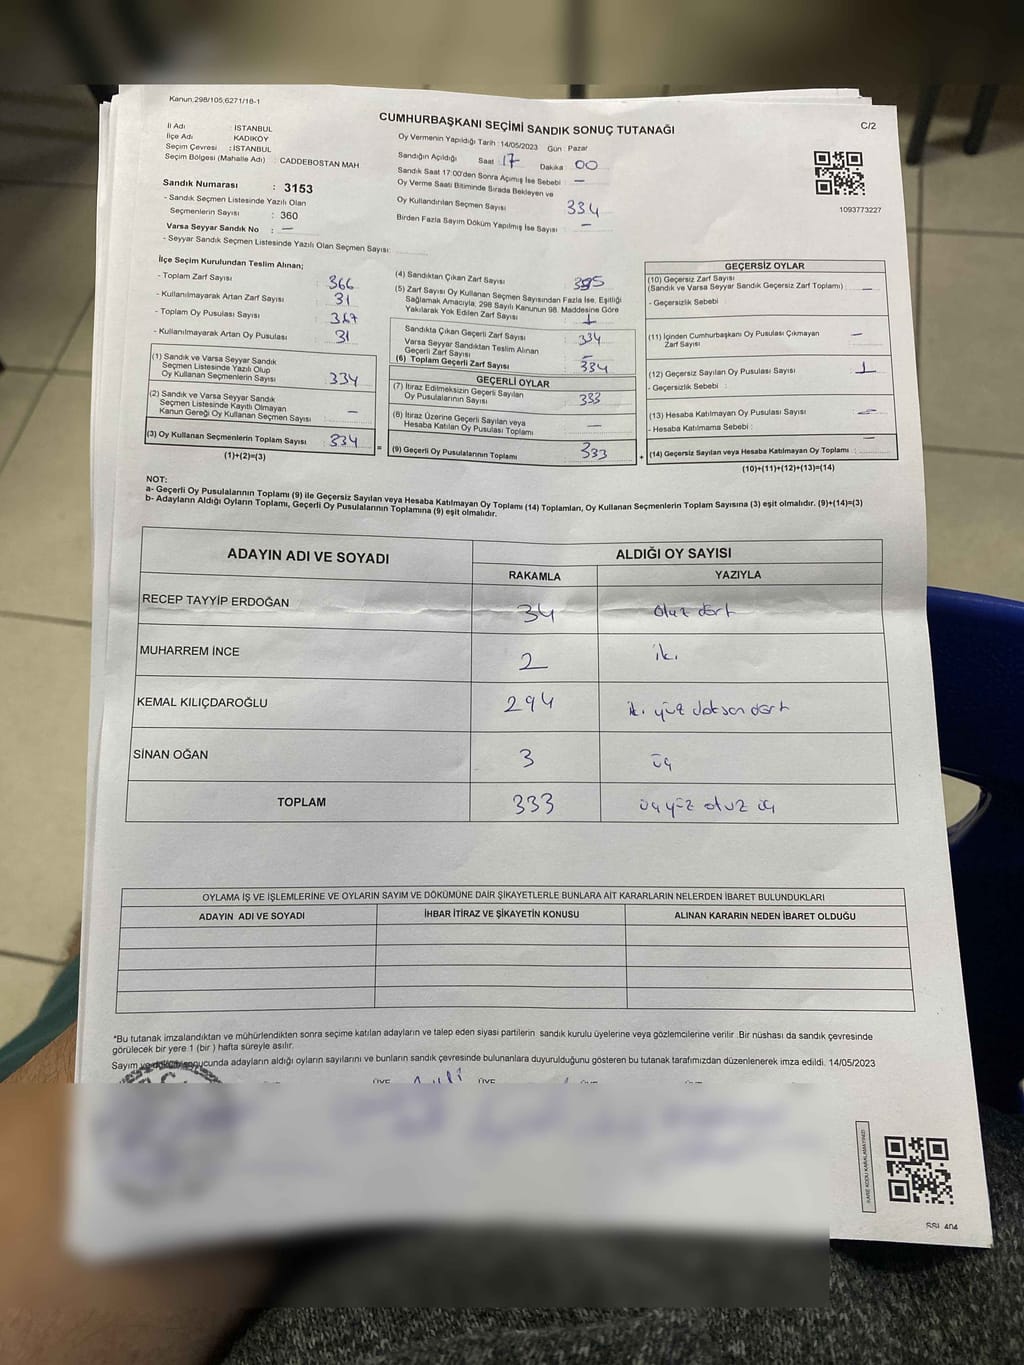 Kanun:298/105,6271/18-1
CUMHURBAŞKANI SEÇİMİ SANDIK SONUÇ TUTANAĞI
C/2
İl Adı : İSTANBUL
İlçe Adı : KADIKÖY
Seçim Çevresi : İSTANBUL
Seçim Bölgesi (Mahalle Adı) : CADDEBOSTAN MAH
Sandık Numarası : 3153
- Sandık Seçmen Listesinde Yazılı Olan
Seçmenlerin Sayısı : 360
Varsa Seyyar Sandık No : —
- Seyyar Sandık Seçmen Listesinde Yazılı Olan Seçmen Sayısı:
Oy Vermenin Yapıldığı Tarih :14/05/2023 Gün : Pazar
Sandığın Açıldığı Saat 17 Dakika 00
Sandık Saat 17:00'den Sonra Açımış İse Sebebi : —
Oy Verme Saati Bitiminde Sırada Bekleyen ve
Oy Kullandırılan Seçmen Sayısı : 334
Birden Fazla Sayım Döküm Yapılmış İse Sayısı : —
1093773227
İlçe Seçim Kurulundan Teslim Alınan;
- Toplam Zarf Sayısı : 366
- Kullanılmayarak Artan Zarf Sayısı : 31
- Toplam Oy Pusulası Sayısı :
- Kullanılmayarak Artan Oy Pusulası : 31
(1) Sandık ve Varsa Seyyar Sandık
Seçmen Listesinde Yazılı Olup
Oy Kullanan Seçmenlerin Sayısı : 334
(2) Sandık ve Varsa Seyyar Sandık
Seçmen Listesinde Kayıtlı Olmayan
Kanun Gereği Oy Kullanan Seçmen Sayısı : —
(3) Oy Kullanan Seçmenlerin Toplam Sayısı : 334
(1)+(2)=(3)
=
(4) Sandıktan Çıkan Zarf Sayısı :
(5) Zarf Sayısı Oy Kullanan Seçmen Sayısından Fazla İse, Eşitliği
Sağlamak Amacıyla, 298 Sayılı Kanunun 98. Maddesine Göre
Yakılarak Yok Edilen Zarf Sayısı : 1
Sandıkta Çıkan Geçerli Zarf Sayısı : 334
Varsa Seyyar Sandıktan Teslim Alınan
Geçerli Zarf Sayısı : —
(6) Toplam Geçerli Zarf Sayısı : 334
GEÇERLİ OYLAR
(7) İtiraz Edilmeksizin Geçerli Sayılan
Oy Pusulalarının Sayısı : 333
(8) İtiraz Üzerine Geçerli Sayılan veya
Hesaba Katılan Oy Pusulası Toplamı : —
(9) Geçerli Oy Pusulalarının Toplamı : 333
+
GEÇERSİZ OYLAR
(10) Geçersiz Zarf Sayısı
(Sandık ve Varsa Seyyar Sandık Geçersiz Zarf Toplamı) : —
- Geçersizlik Sebebi :
(11) İçinden Cumhurbaşkanı Oy Pusulası Çıkmayan
Zarf Sayısı : —
(12) Geçersiz Sayılan Oy Pusulası Sayısı : 1
- Geçersizlik Sebebi :
(13) Hesaba Katılmayan Oy Pusulası Sayısı : —
- Hesaba Katılmama Sebebi :
(14) Geçersiz Sayılan veya Hesaba Katılmayan Oy Toplamı : —
(10)+(11)+(12)+(13)=(14)
NOT:
a- Geçerli Oy Pusulalarının Toplamı (9) ile Geçersiz Sayılan veya Hesaba Katılmayan Oy Toplamı (14) Toplamları, Oy Kullanan Seçmenlerin Toplam Sayısına (3) eşit olmalıdır. (9)+(14)=(3)
b- Adayların Aldığı Oyların Toplamı, Geçerli Oy Pusulalarının Toplamına (9) eşit olmalıdır.
ADAYIN ADI VE SOYADI ALDIĞI OY SAYISI
RAKAMLA YAZIYLA
RECEP TAYYİP ERDOĞAN 34 otuz dört
MUHARREM İNCE 2 iki
KEMAL KILIÇDAROĞLU 294 iki yüz doksan dört
SİNAN OĞAN 3 üç
TOPLAM 333 üç yüz otuz üç
OYLAMA İŞ VE İŞLEMLERİNE VE OYLARIN SAYIM VE DÖKÜMÜNE DAİR ŞİKAYETLERLE BUNLARA AİT KARARLARIN NELERDEN İBARET BULUNDUKLARI
ADAYIN ADI VE SOYADI İHBAR İTİRAZ VE ŞİKAYETİN KONUSU ALINAN KARARIN NEDEN İBARET OLDUĞU
*Bu tutanak imzalandıktan ve mühürlendikten sonra seçime katılan adayların ve talep eden siyasi partilerin sandık kurulu üyelerine veya gözlemcilerine verilir. Bir nüshası da sandık çevresinde
görülecek bir yere 1 (bir) hafta süreyle asılır.
Sayım ve döküm sonucunda adayların aldığı oyların sayılarını ve bunların sandık çevresinde bulunanlara duyurulduğunu gösteren bu tutanak tarafımızdan düzenlenerek imza edildi. 14/05/2023
ÜYE ÜYE ÜYE ÜYE ÜYE
KARE KODU KARALAMAYINIZ!